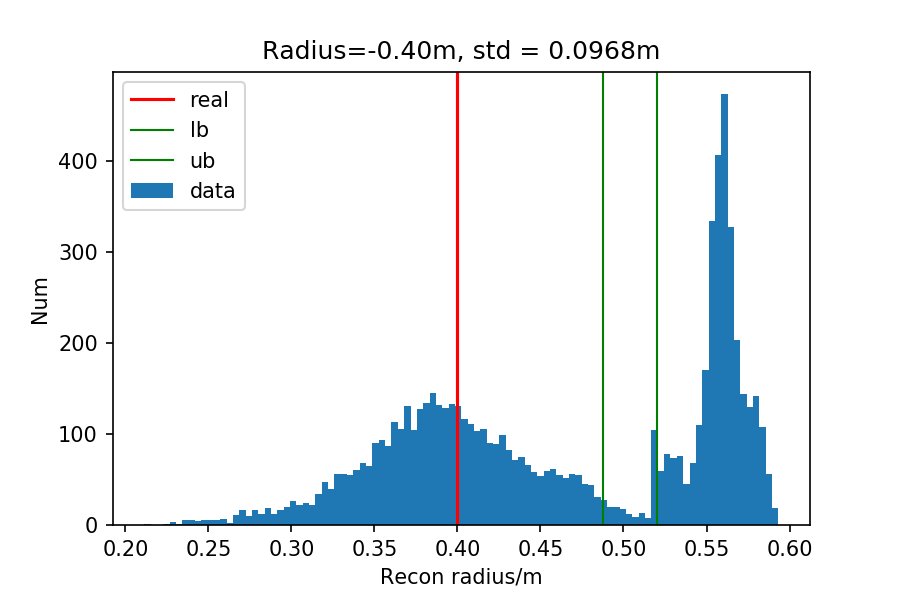 Radius=-0.40m, std = 0.0968m
real
lb
ub
data
Num
400
300
200
100
0
0.20 0.25 0.30 0.35 0.40 0.45 0.50 0.55 0.60
Recon radius/m